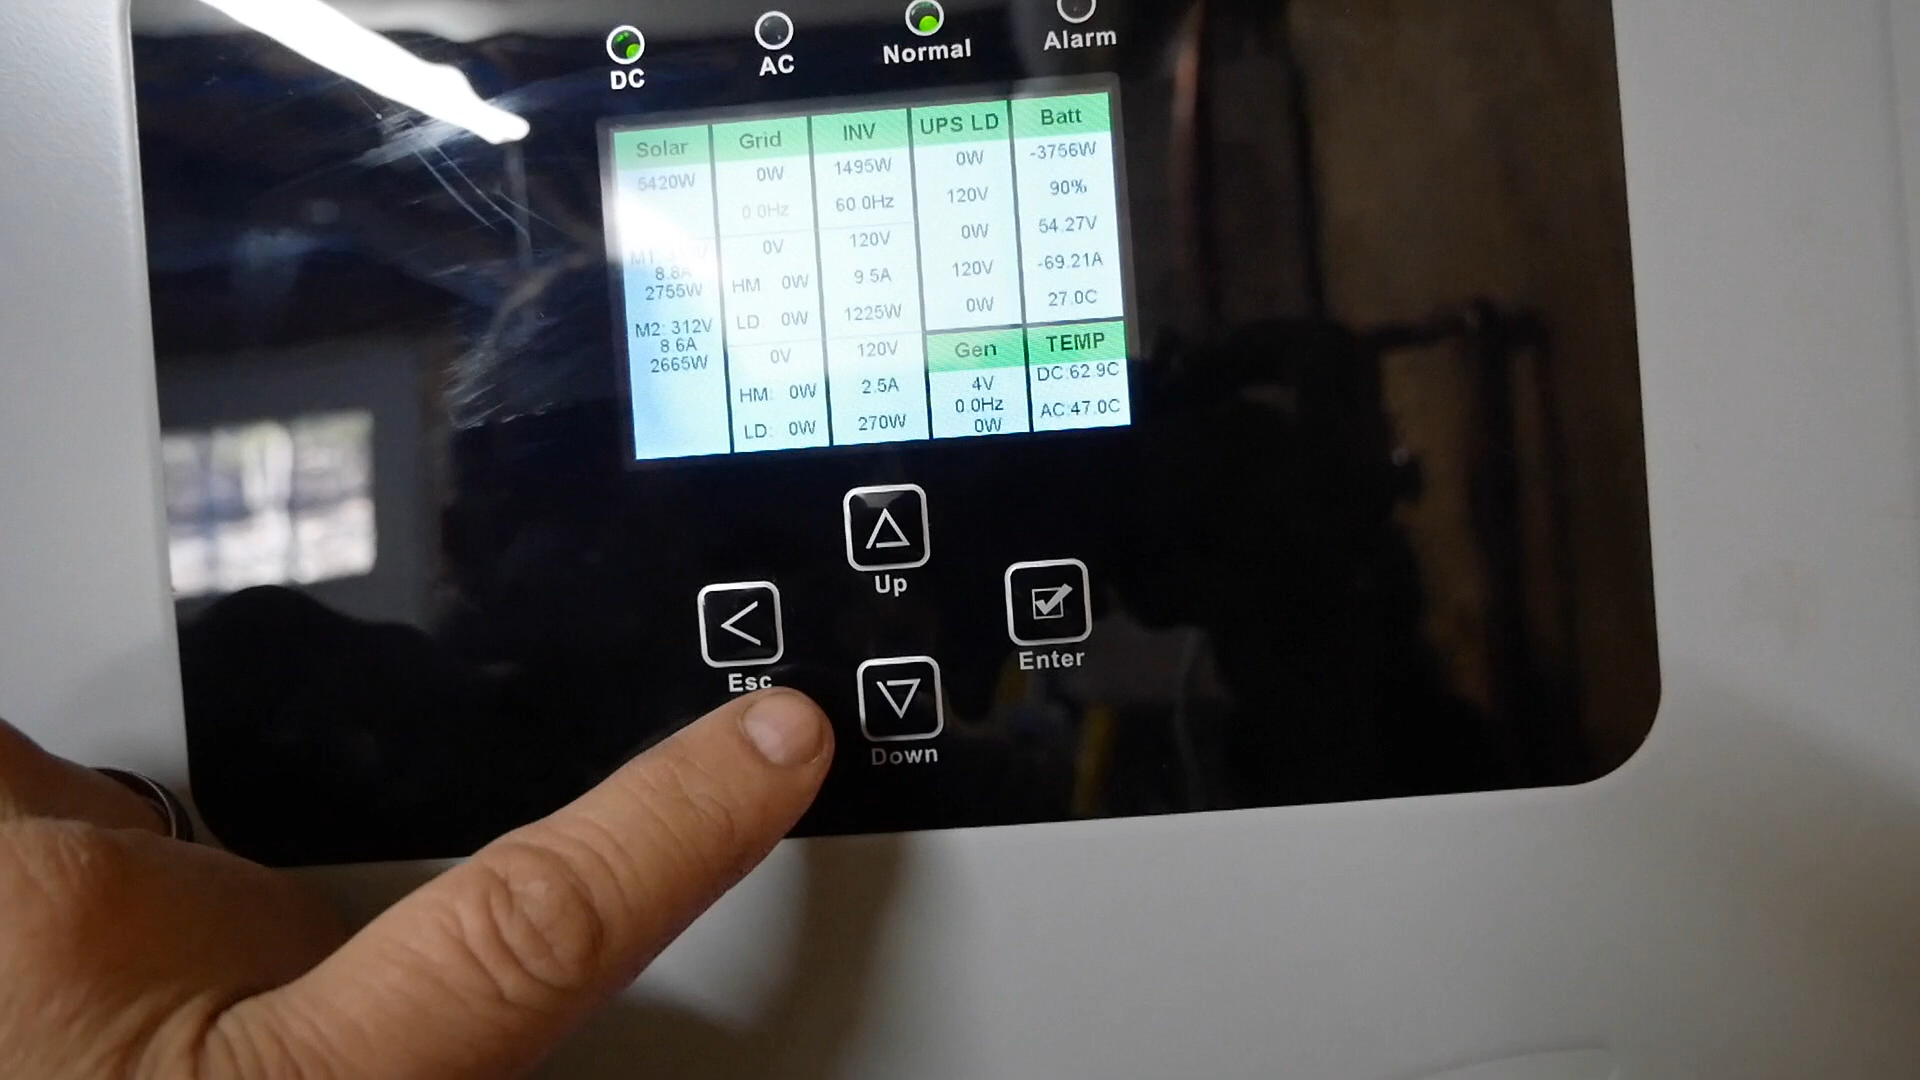 DC
AC
Normal
Alarm
Solar
5420W
8.8A
2755W
M2: 312V
8.6A
2665W
Grid
0W
0.0Hz
0V
HM 0W
LD 0W
0V
HM: 0W
LD: 0W
INV
1495W
60.0Hz
120V
9.5A
1225W
120V
2.5A
270W
UPS LD
0W
120V
0W
120V
0W
Gen
4V
0.0Hz
0W
Batt
-3756W
90%
54.27V
-69.21A
27.0C
TEMP
DC:62.9C
AC:47.0C
Up
Esc
Enter
Down